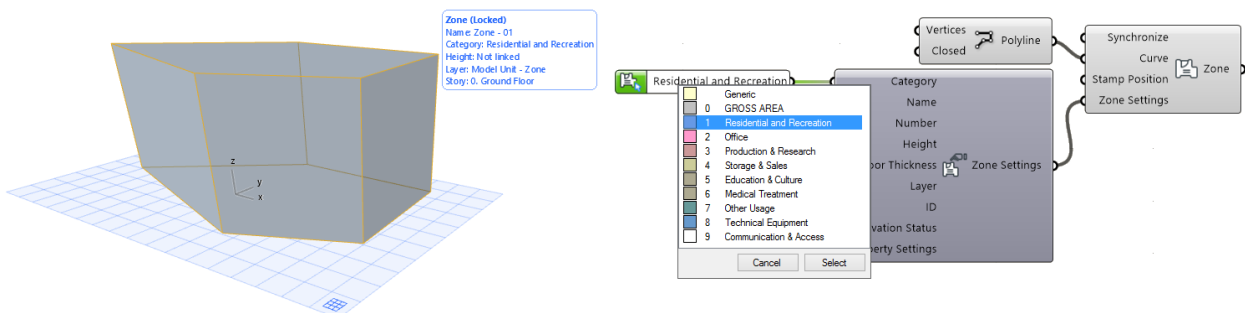 Zone (Locked)
Name: Zone - 01
Category: Residential and Recreation
Height: Not linked
Layer: Model Unit - Zone
Story: 0. Ground Floor
z
y
x
Vertices
Closed
Polyline
Synchronize
Curve
Stamp Position
Zone Settings
Zone
Residential and Recreation
Category
Name
Number
Height
oor Thickness
Layer
ID
vation Status
perty Settings
Zone Settings
Generic
0 GROSS AREA
1 Residential and Recreation
2 Office
3 Production & Research
4 Storage & Sales
5 Education & Culture
6 Medical Treatment
7 Other Usage
8 Technical Equipment
9 Communication & Access
Cancel
Select